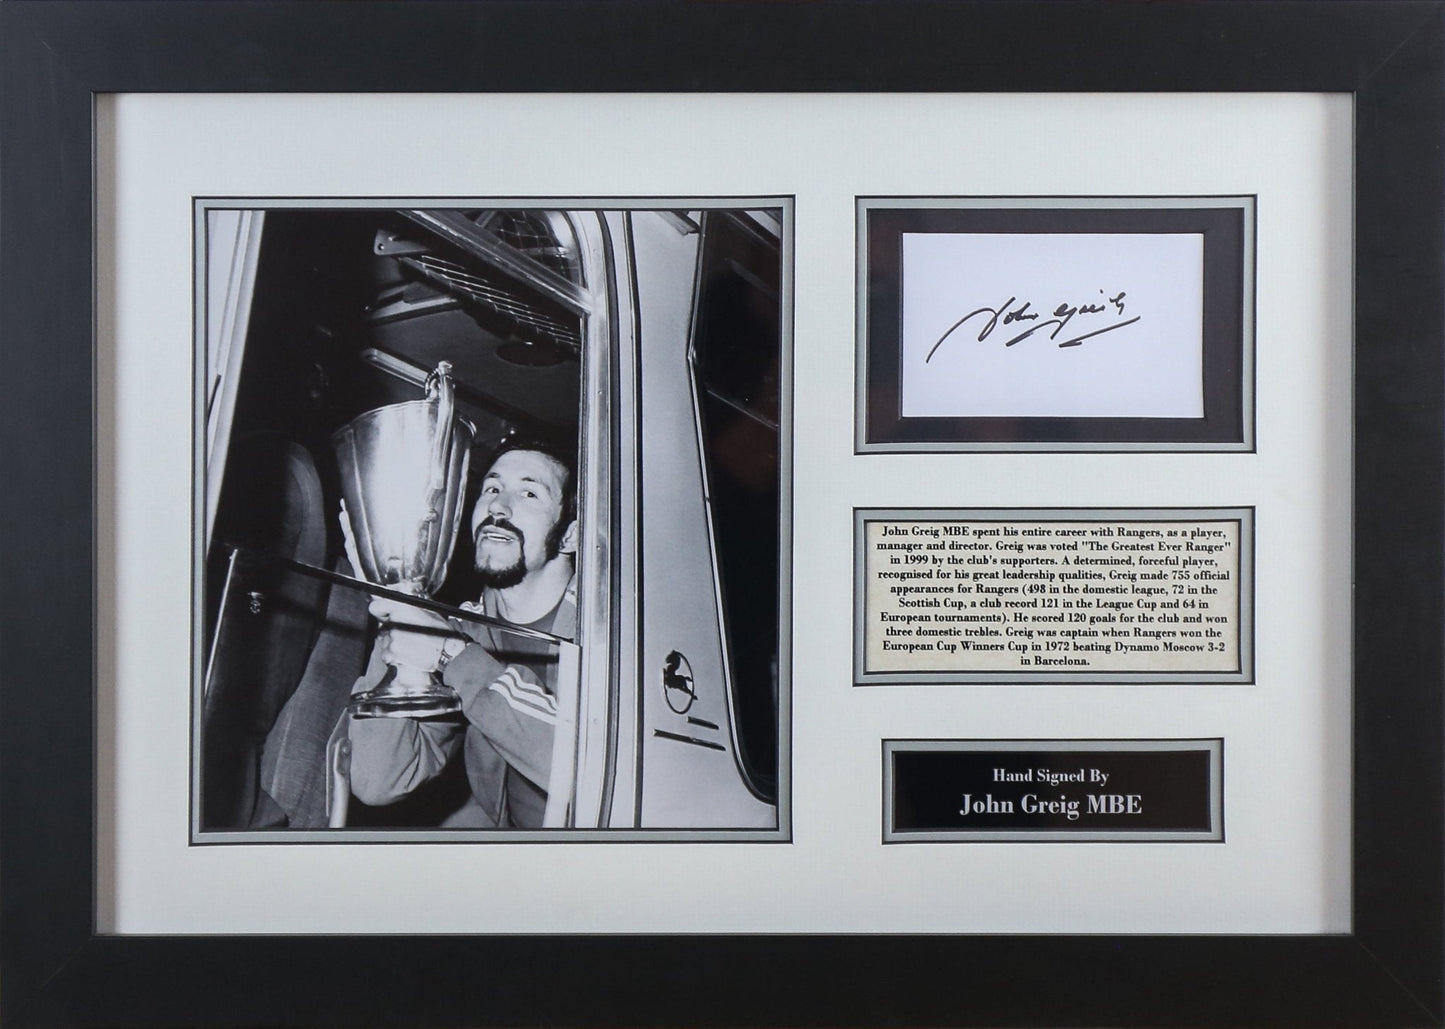 John Greig
John Greig MBE spent his entire career with Rangers, as a player,
manager and director. Greig was voted "The Greatest Ever Ranger"
in 1999 by the club's supporters. A determined, forceful player,
recognised for his great leadership qualities, Greig made 755 official
appearances for Rangers (498 in the domestic league, 72 in the
Scottish Cup, a club record 121 in the League Cup and 64 in
European tournaments). He scored 120 goals for the club and won
three domestic trebles. Greig was captain when Rangers won the
European Cup Winners Cup in 1972 beating Dynamo Moscow 3-2
in Barcelona.
Hand Signed By
John Greig MBE